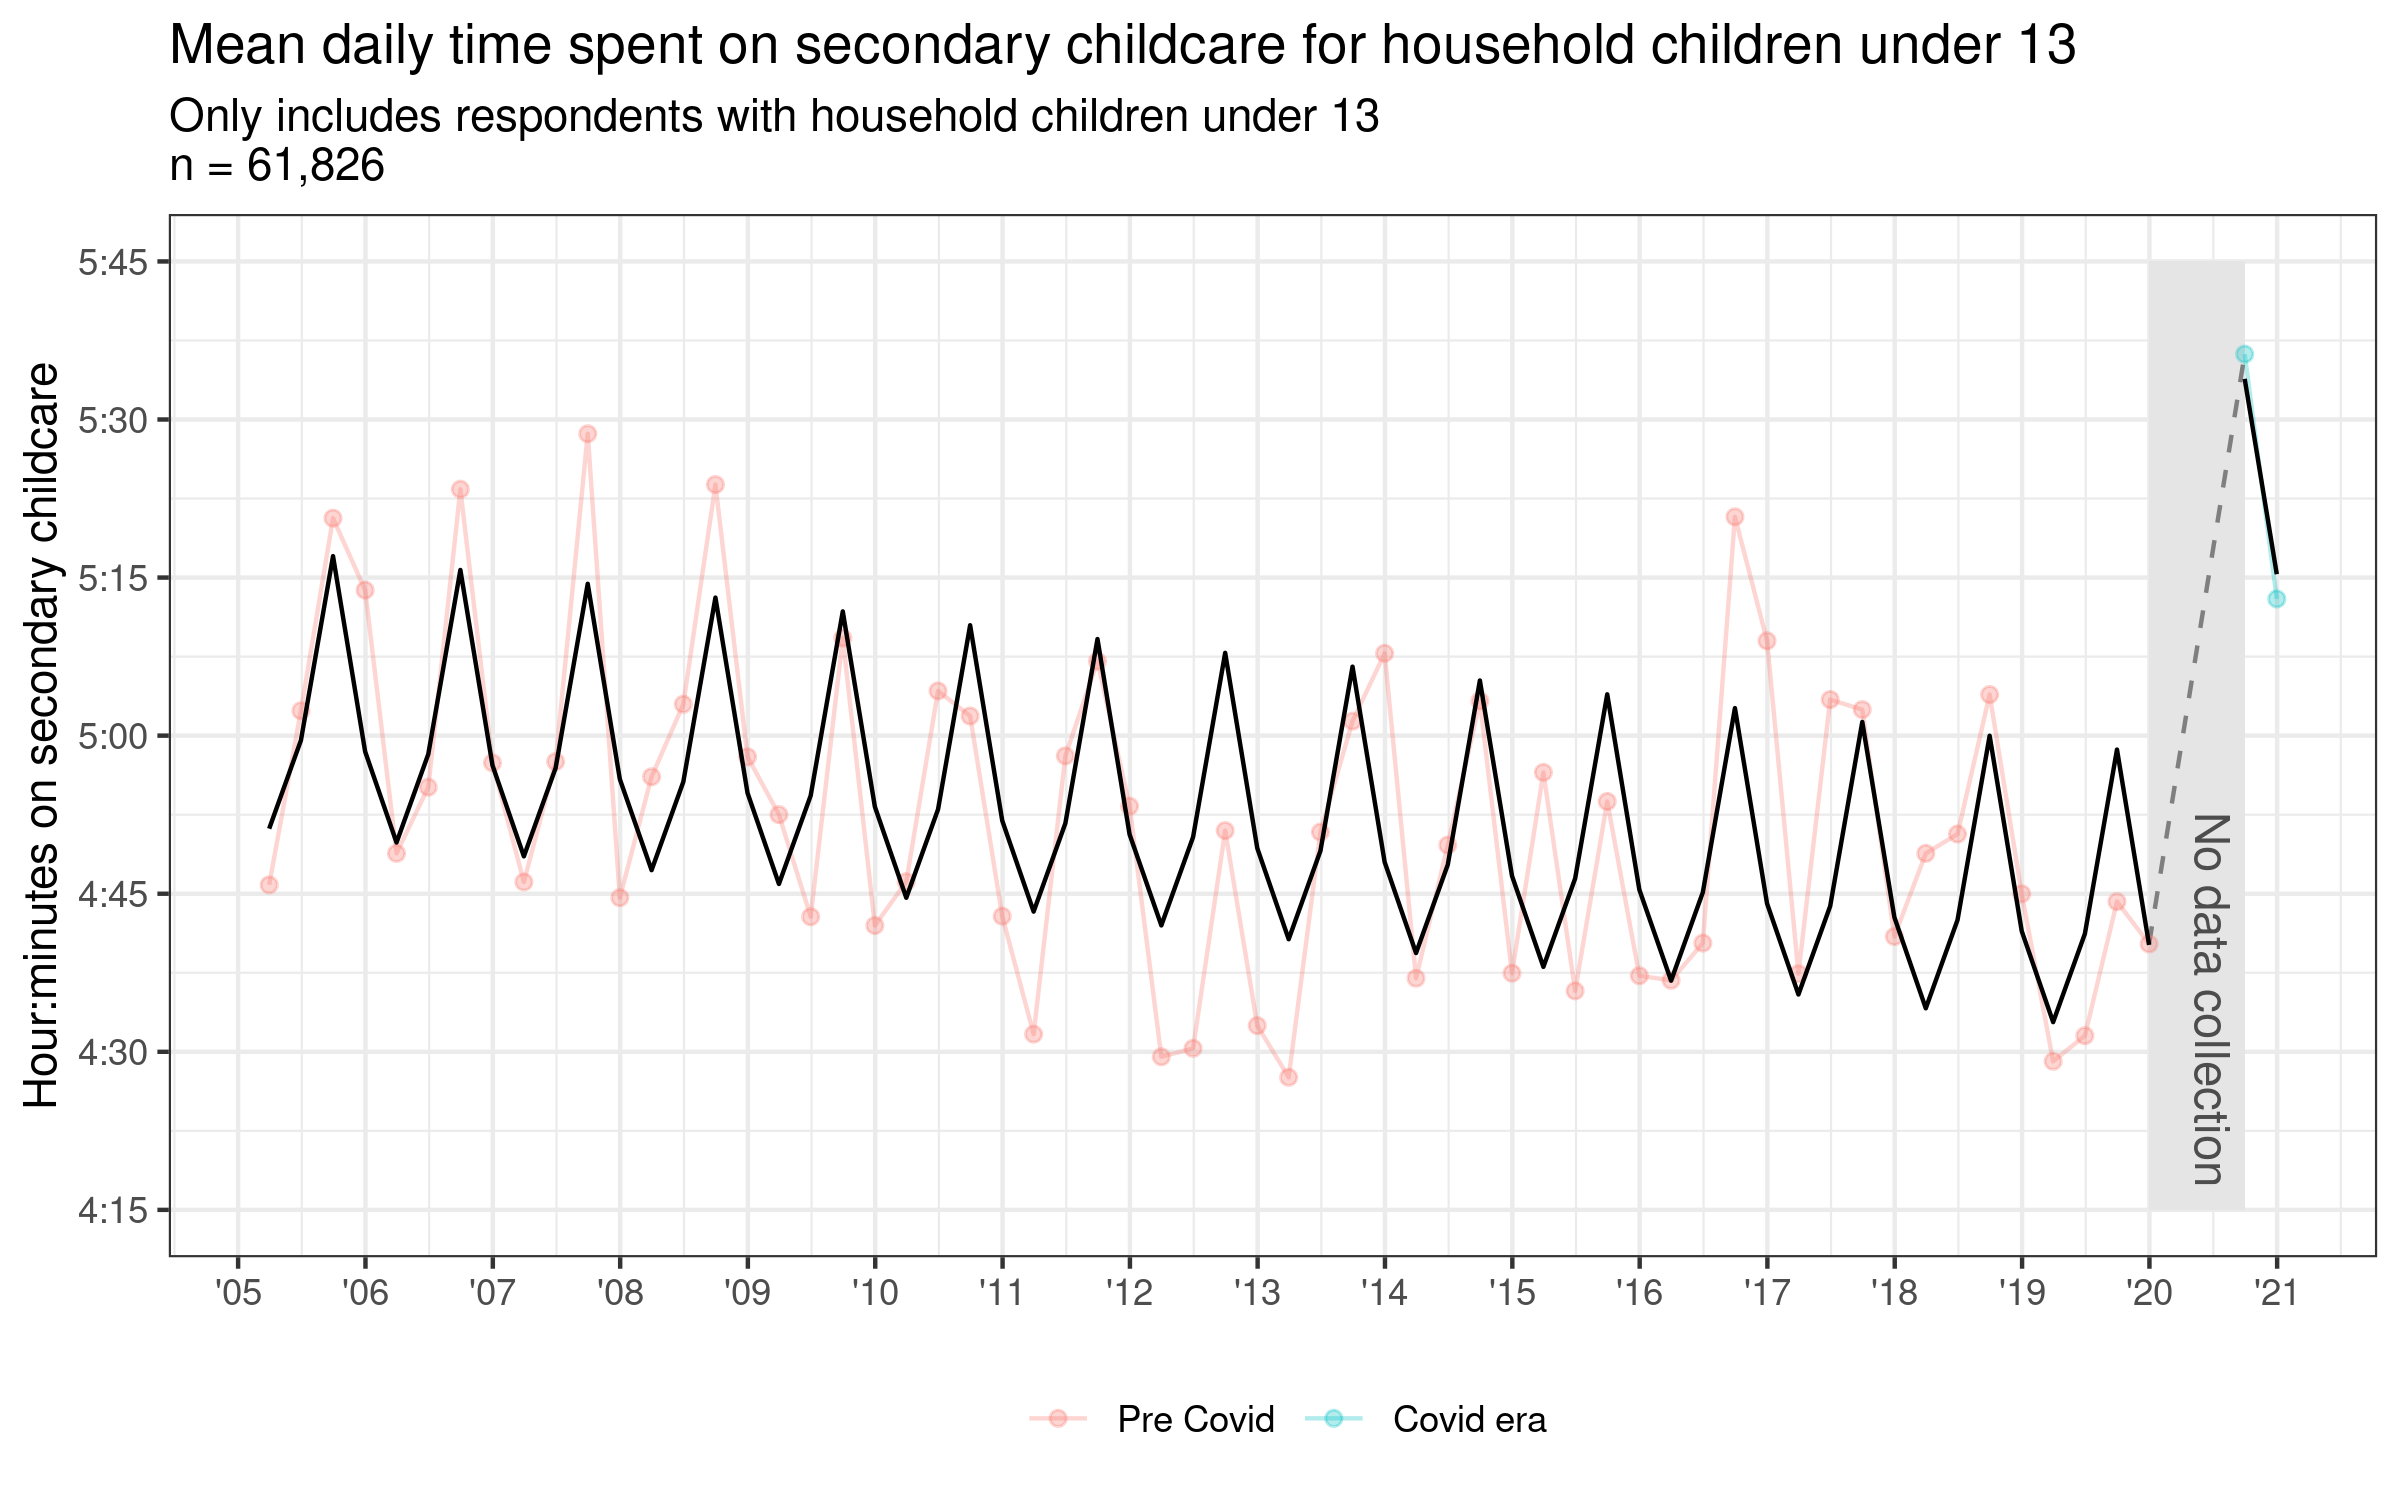 Mean daily time spent on secondary childcare for household children under 13
Only includes respondents with household children under 13
n = 61,826
Hour:minutes on secondary childcare
5:45
5:30
5:15
5:00
4:45
4:30
4:15
No data collection
'05 '06 '07 '08 '09 '10 '11 '12 '13 '14 '15 '16 '17 '18 '19 '20 '21
Pre Covid Covid era